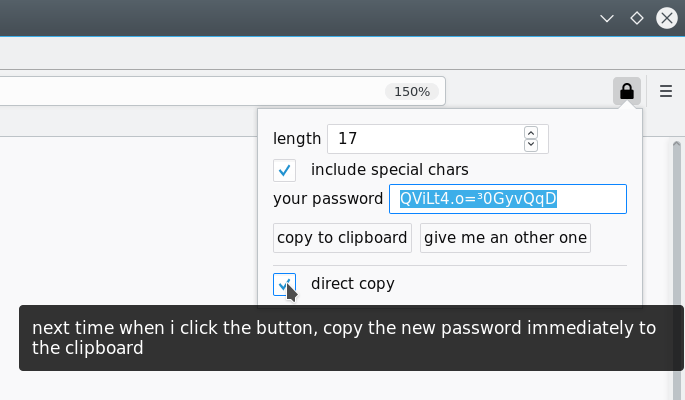 150%
length 17
include special chars
your password QViLt4.o=³0GyvQqD
copy to clipboard give me an other one
direct copy
next time when i click the button, copy the new password immediately to
the clipboard